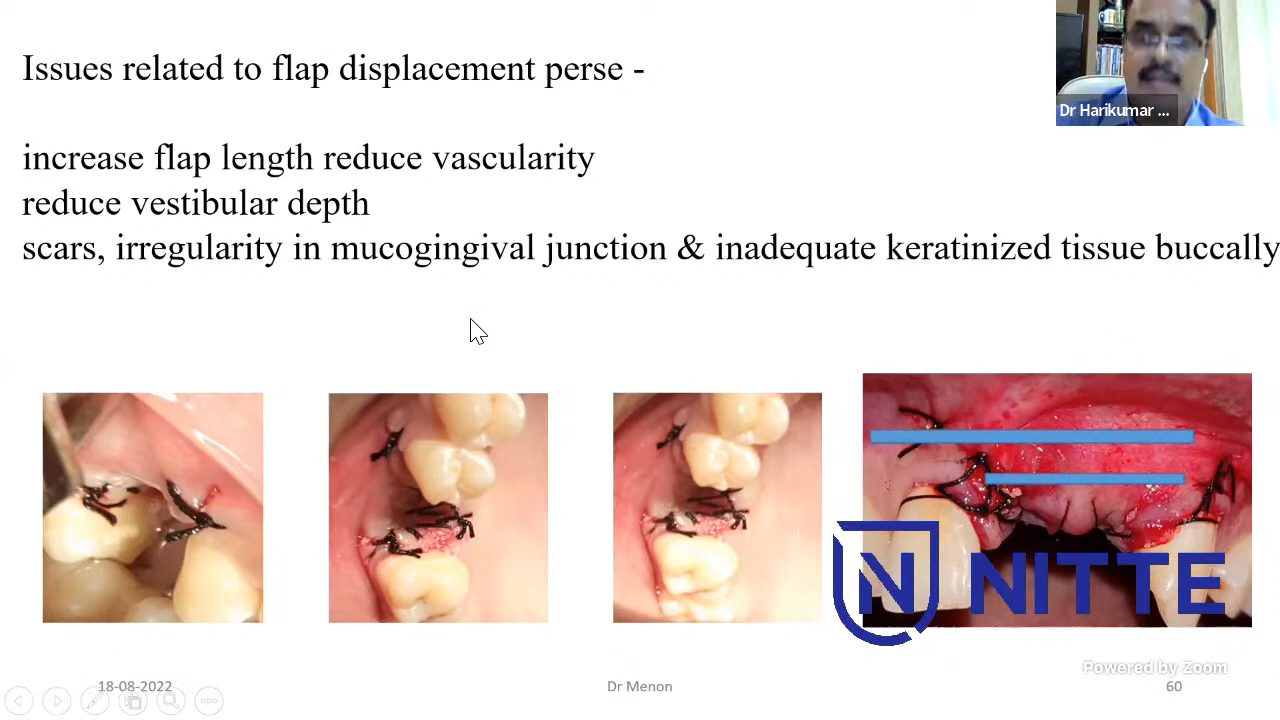 Issues related to flap displacement perse -
Dr Harikumar ...
increase flap length reduce vascularity
reduce vestibular depth
scars, irregularity in mucogingival junction & inadequate keratinized tissue buccally
N NITTE
Powered by Zoom
18-08-2022
Dr Menon
60